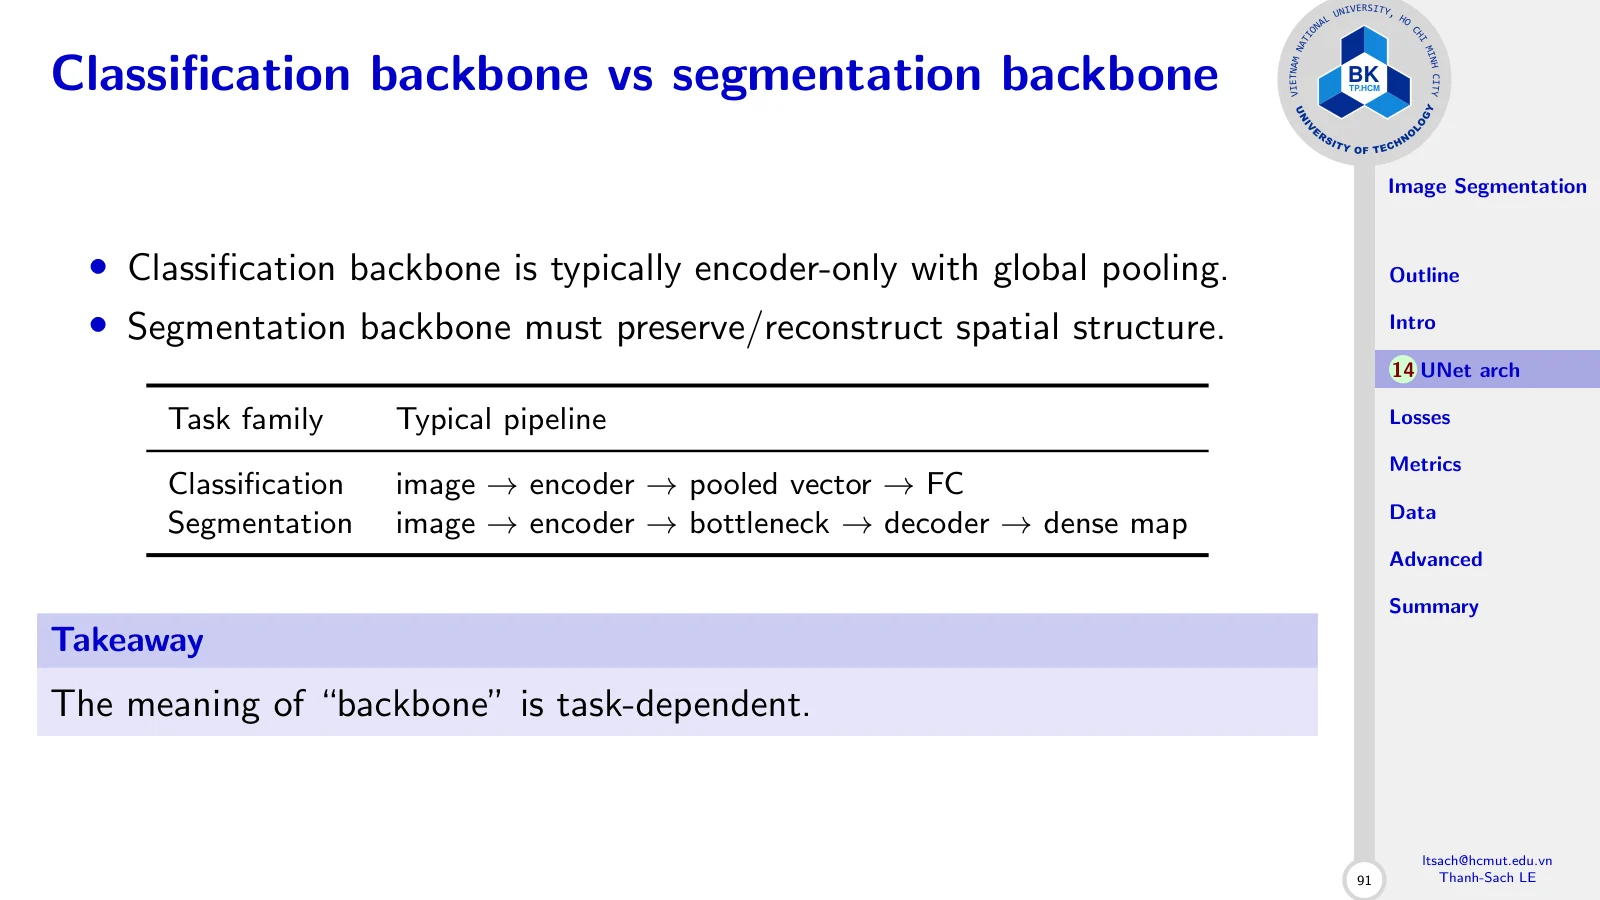 Classification backbone vs segmentation backbone
• Classification backbone is typically encoder-only with global pooling.
• Segmentation backbone must preserve/reconstruct spatial structure.
Task family Typical pipeline
Classification image → encoder → pooled vector → FC
Segmentation image → encoder → bottleneck → decoder → dense map
Takeaway
The meaning of “backbone” is task-dependent.
VIETNAM NATIONAL UNIVERSITY, HO CHI MINH CITY
BK
TP.HCM
UNIVERSITY OF TECHNOLOGY
Image Segmentation
Outline
Intro
14 UNet arch
Losses
Metrics
Data
Advanced
Summary
ltsach@hcmut.edu.vn
Thanh-Sach LE
91